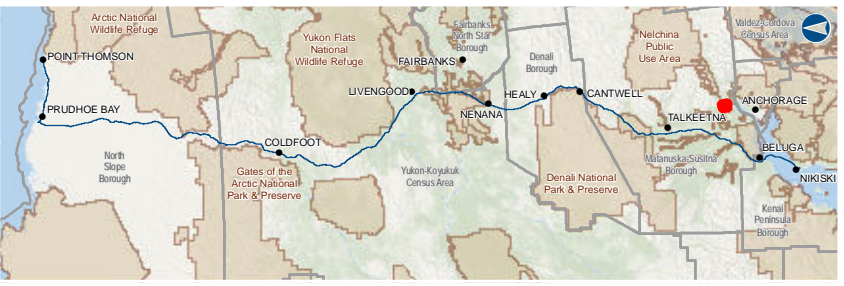 Arctic National
Wildlife Refuge
POINT THOMSON
PRUDHOE BAY
North
Slope
Borough
COLDFOOT
Gates of the
Arctic National
Park & Preserve
Yukon Flats
National
Wildlife Refuge
LIVENGOOD
Yukon-Koyukuk
Census Area
Fairbanks
North Star
Borough
FAIRBANKS
NENANA
Denali
Borough
HEALY
CANTWELL
Denali National
Park & Preserve
Nelchina
Public
Use Area
TALKEETNA
Matanuska-Susitna
Borough
Valdez-Cordova
Census Area
ANCHORAGE
BELUGA
NIKISKI
Kenai
Peninsula
Borough